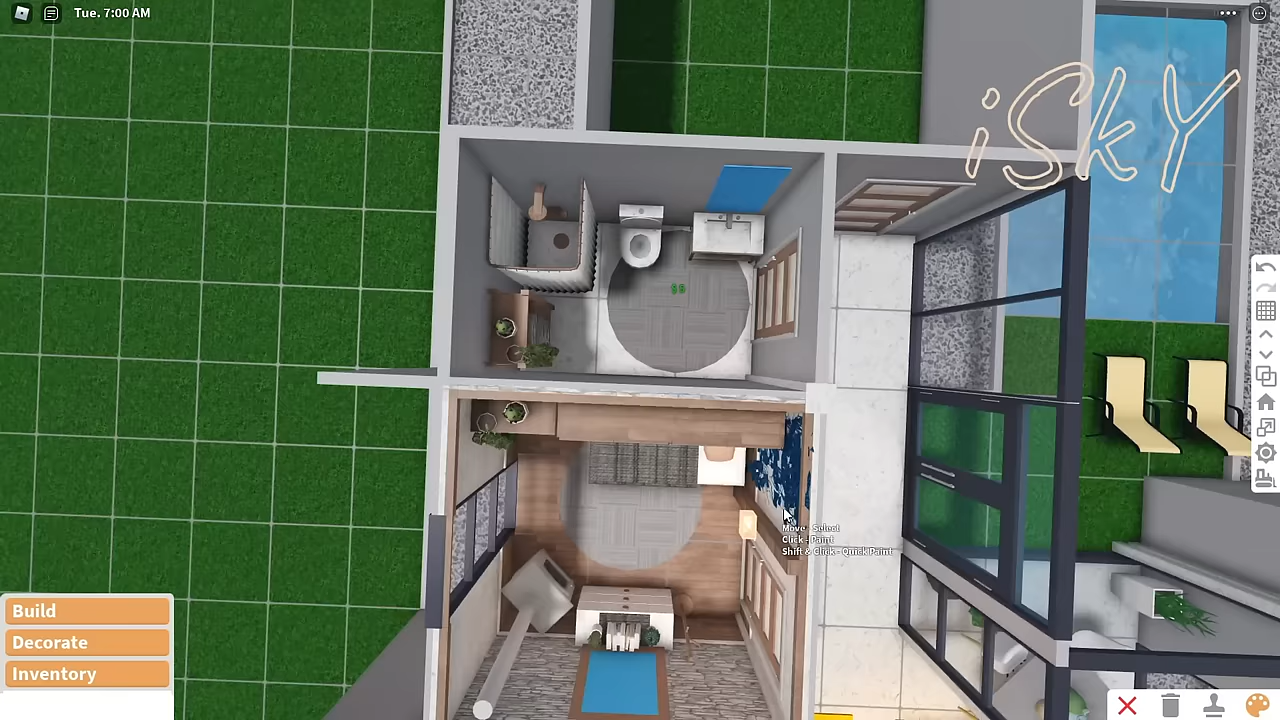 Tue. 7:00 AM
iSkY
Move - Select
Click - Paint
Shift & Click - Quick Paint
Build
Decorate
Inventory